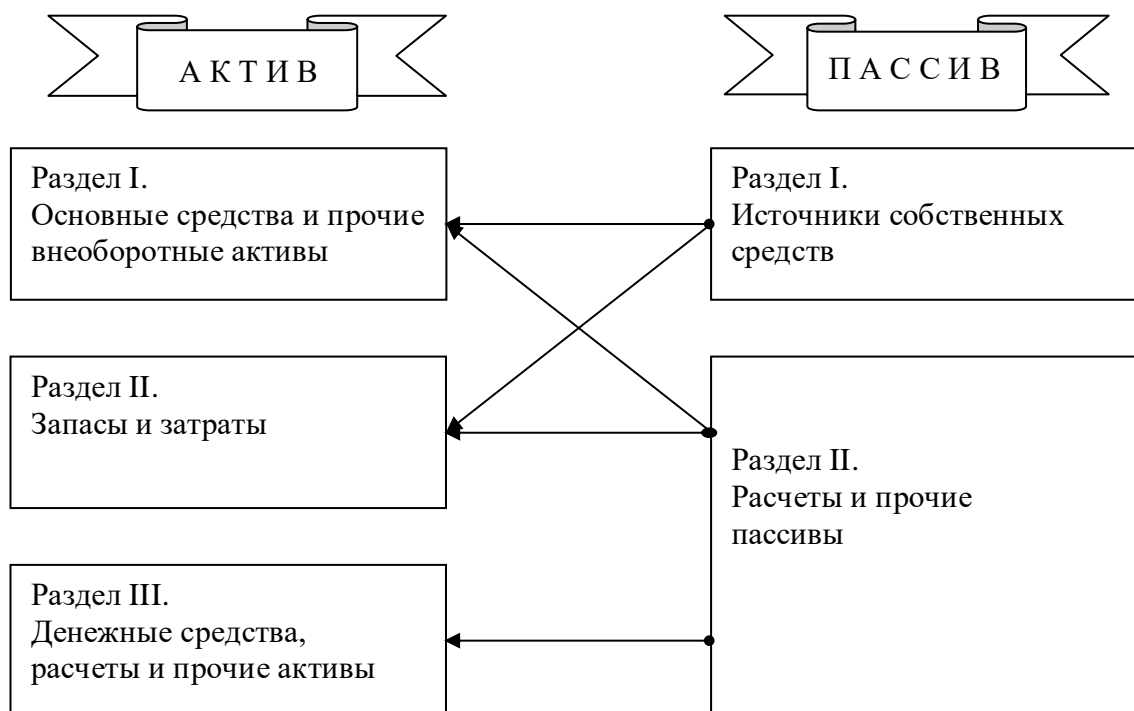 А К Т И В
П А С С И В
Раздел I.
Основные средства и прочие
внеоборотные активы
Раздел I.
Источники собственных
средств
Раздел II.
Запасы и затраты
Раздел II.
Расчеты и прочие
пассивы
Раздел III.
Денежные средства,
расчеты и прочие активы